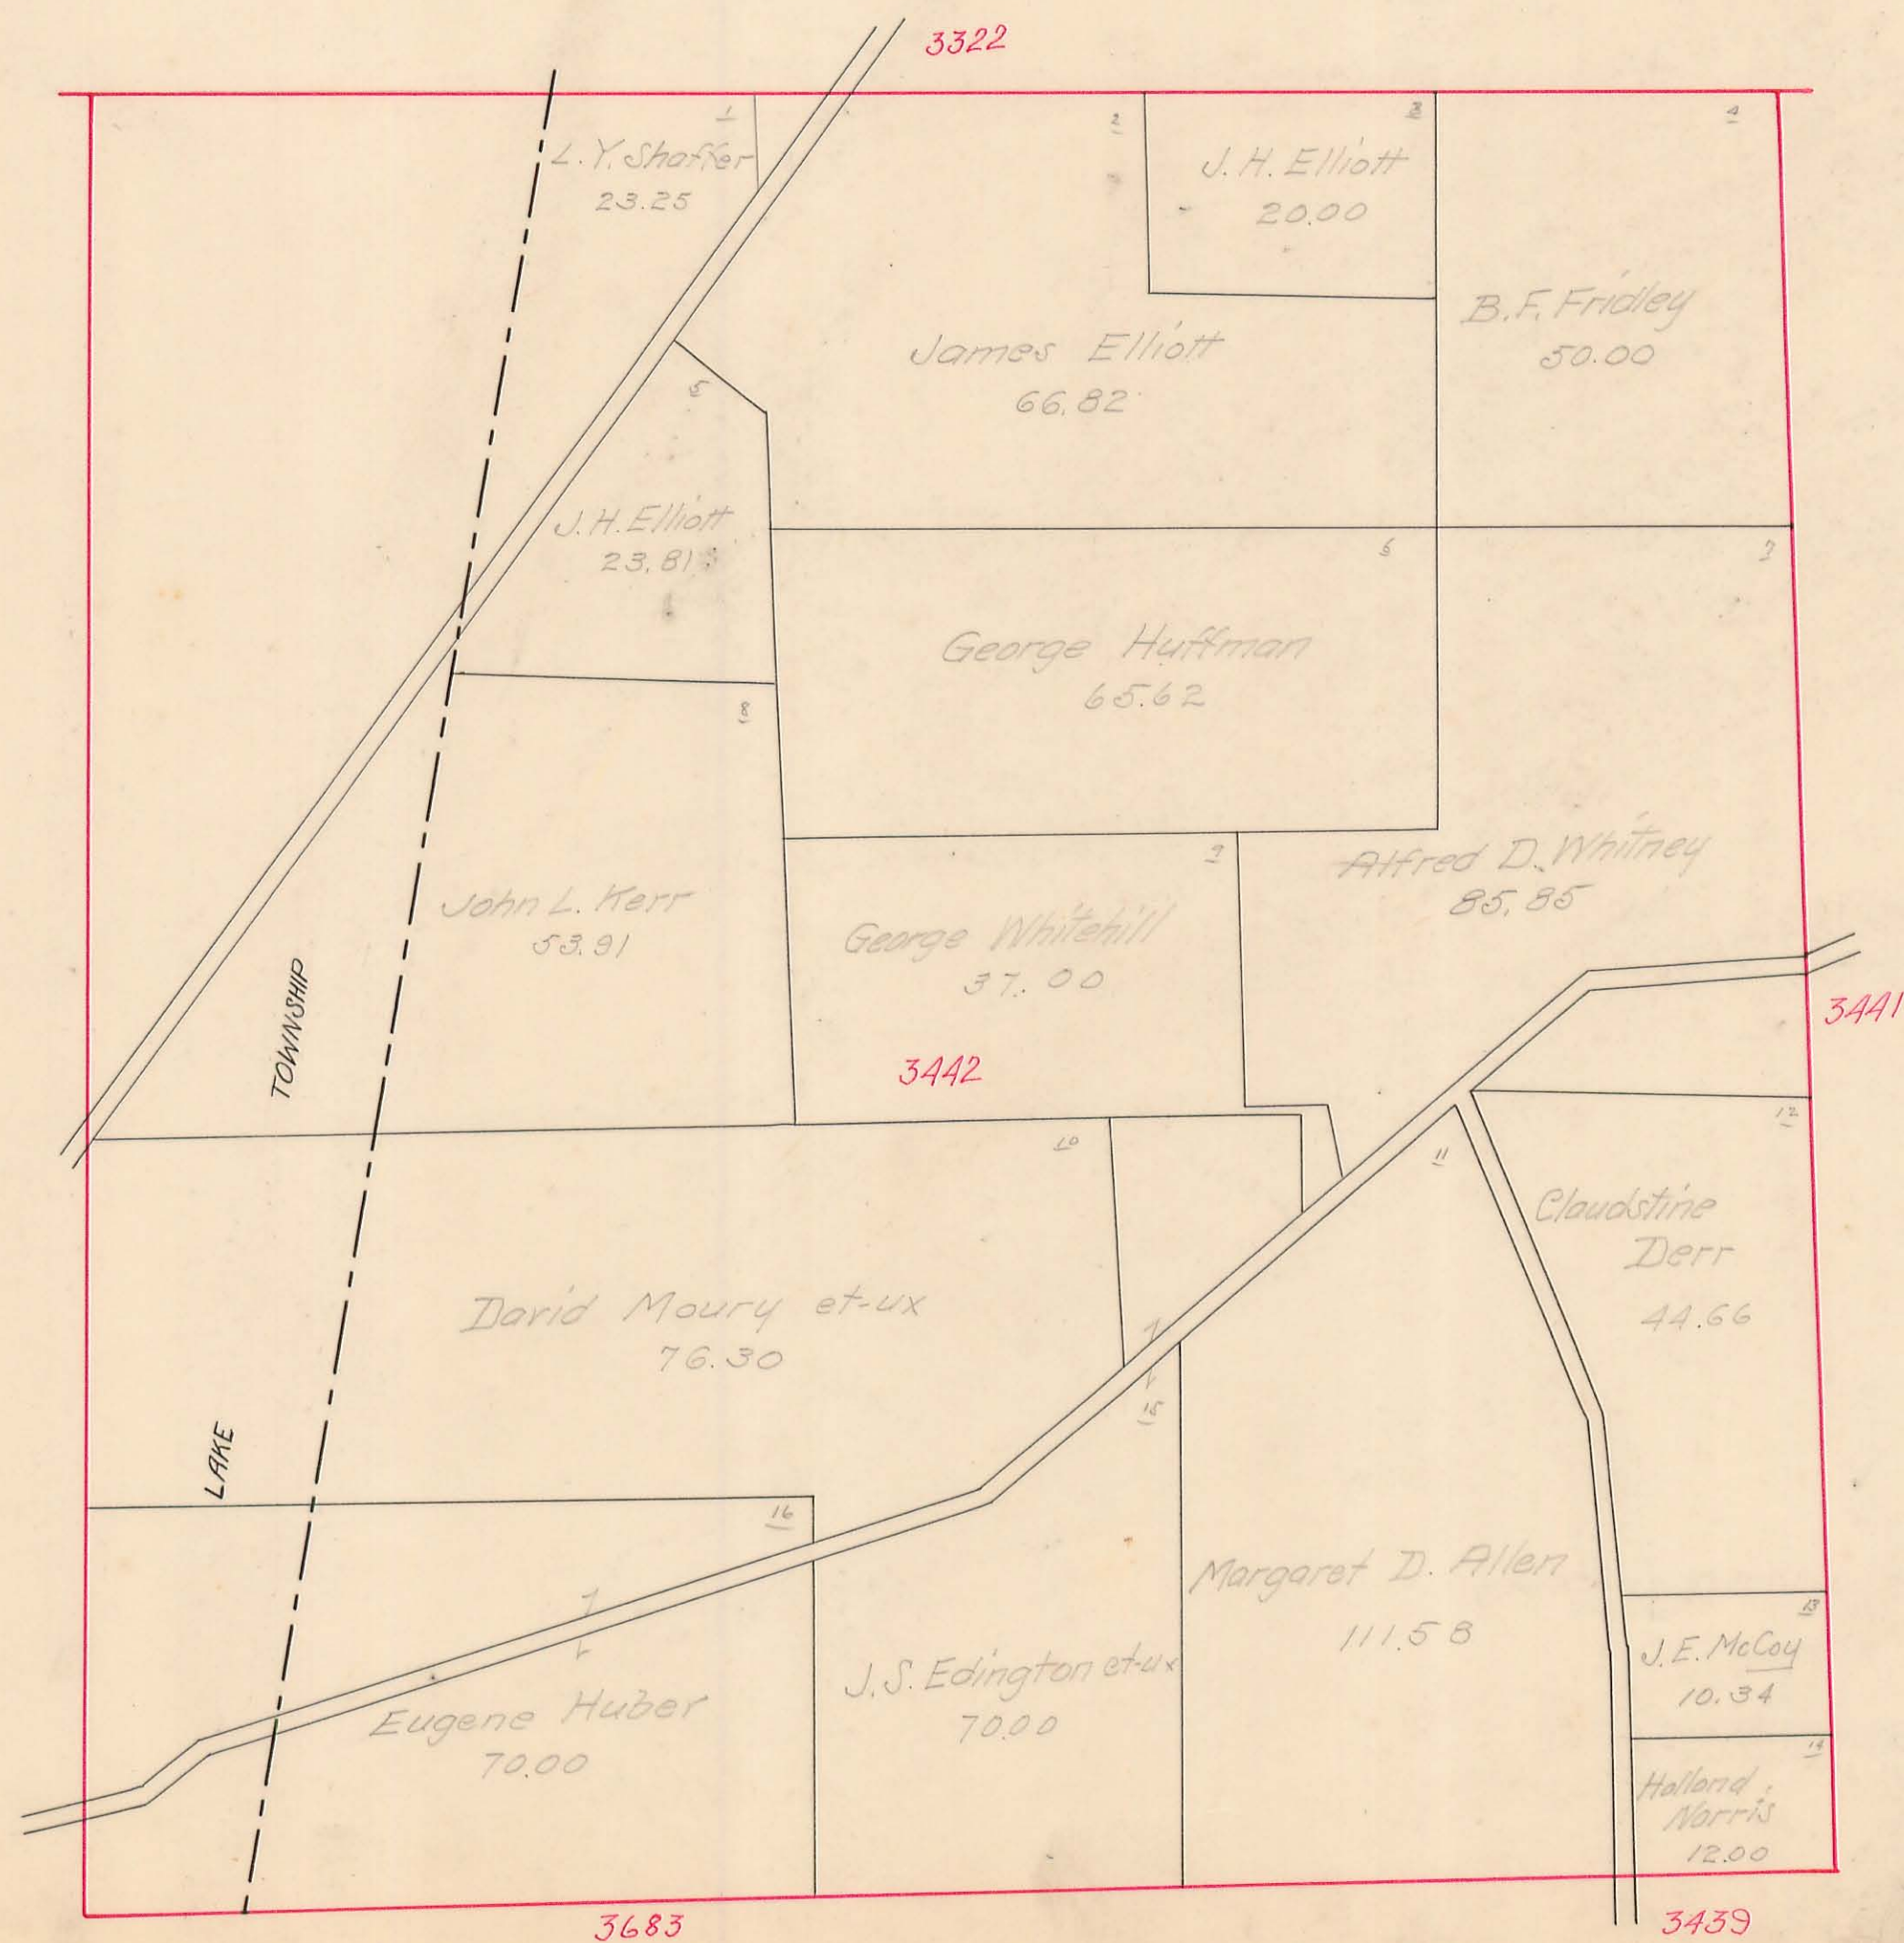 3322
1
L.Y. Shaffer
23.25
2
3
J.H. Elliott
20.00
4
B.F. Fridley
50.00
James Elliott
66.82
5
J.H. Elliott
23.81
6
George Huffman
65.62
7
Alfred D. Whitney
85.85
8
John L. Kerr
53.91
9
George Whitehill
37.00
3441
TOWNSHIP
3442
10
11
12
Claudstine
Derr
44.66
David Moury et-ux
76.30
15
LAKE
16
Margaret D. Allen
111.58
13
J.E. McCoy
10.34
J.S. Edington et-ux
70.00
Eugene Huber
70.00
14
Holland
Norris
12.00
3683
3439